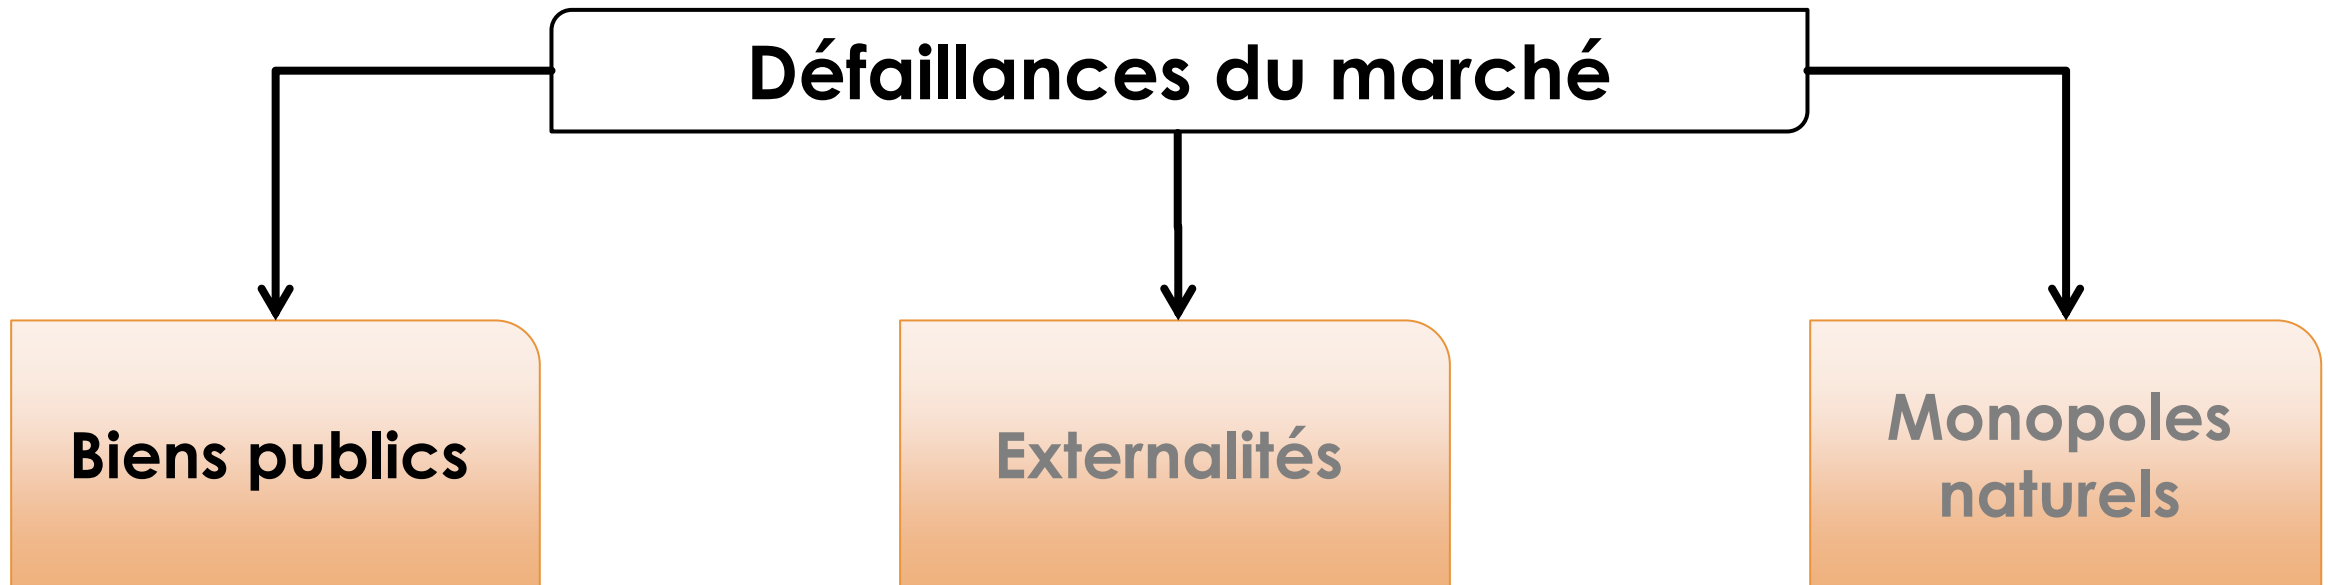 Défaillances du marché
Biens publics
Externalités
Monopoles
naturels